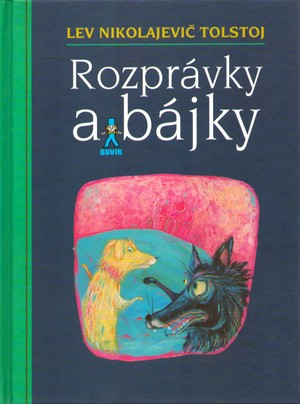 LEV NIKOLAJEVIČ TOLSTOJ
Rozprávky
a bájky
BUVIK